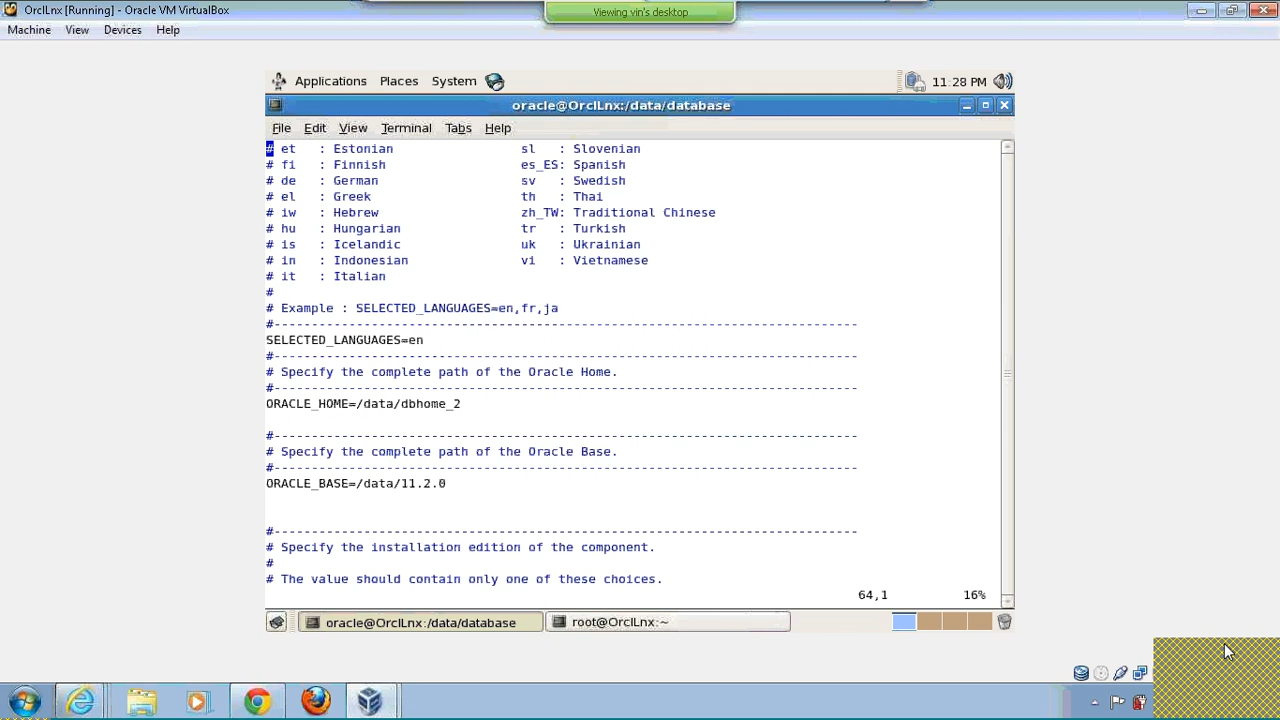 OrclLnx [Running] - Oracle VM VirtualBox
Viewing vin's desktop
Machine View Devices Help
Applications Places System 11:28 PM
oracle@OrclLnx:/data/database
File Edit View Terminal Tabs Help
# et : Estonian sl : Slovenian
# fi : Finnish es_ES: Spanish
# de : German sv : Swedish
# el : Greek th : Thai
# iw : Hebrew zh_TW: Traditional Chinese
# hu : Hungarian tr : Turkish
# is : Icelandic uk : Ukrainian
# in : Indonesian vi : Vietnamese
# it : Italian
#
# Example : SELECTED_LANGUAGES=en,fr,ja
#------------------------------------------------------------------------------
SELECTED_LANGUAGES=en
#------------------------------------------------------------------------------
# Specify the complete path of the Oracle Home.
#------------------------------------------------------------------------------
ORACLE_HOME=/data/dbhome_2
#------------------------------------------------------------------------------
# Specify the complete path of the Oracle Base.
#------------------------------------------------------------------------------
ORACLE_BASE=/data/11.2.0
#------------------------------------------------------------------------------
# Specify the installation edition of the component.
#
# The value should contain only one of these choices.
64,1 16%
oracle@OrclLnx:/data/database root@OrclLnx:~